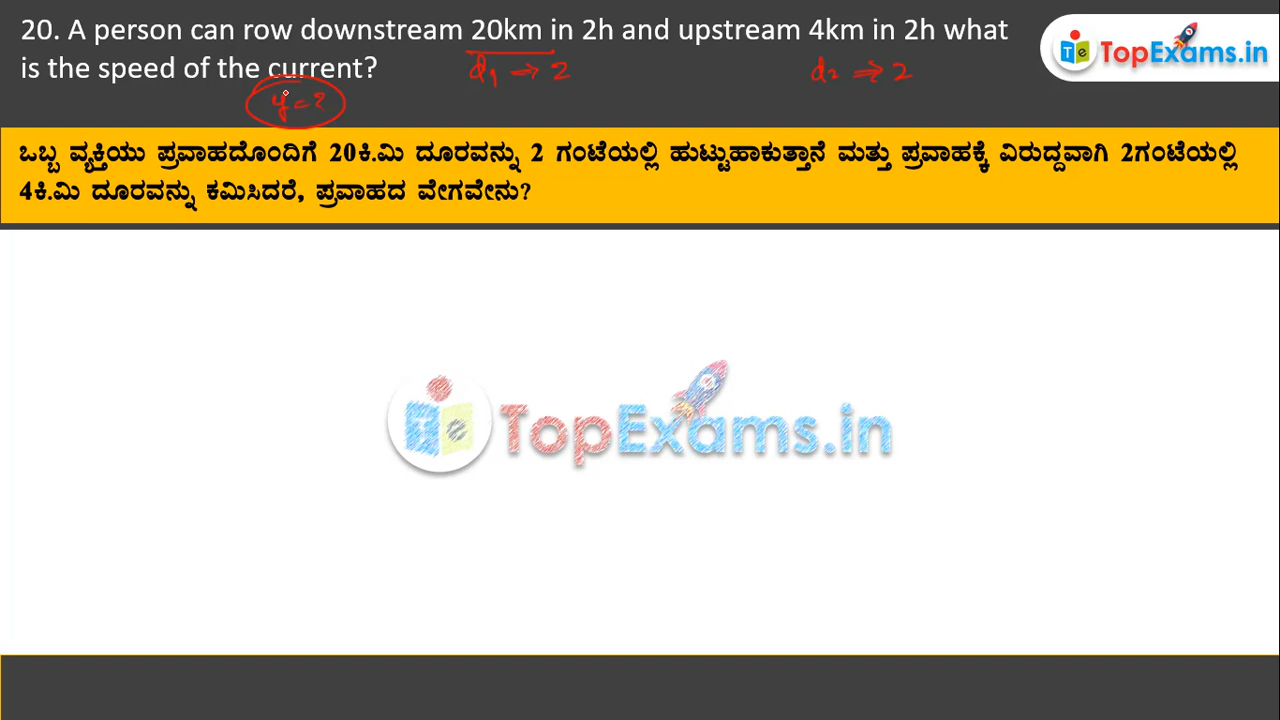 20. A person can row downstream 20km in 2h and upstream 4km in 2h what
is the speed of the current?
d₁ ⇒ 2
d₂ ⇒ 2
y = ?
Te TopExams.in
ಒಬ್ಬ ವ್ಯಕ್ತಿಯು ಪ್ರವಾಹದೊಂದಿಗೆ 20ಕಿ.ಮಿ ದೂರವನ್ನು 2 ಗಂಟೆಯಲ್ಲಿ ಹುಟ್ಟುಹಾಕುತ್ತಾನೆ ಮತ್ತು ಪ್ರವಾಹಕ್ಕೆ ವಿರುದ್ದವಾಗಿ 2ಗಂಟೆಯಲ್ಲಿ
4ಕಿ.ಮಿ ದೂರವನ್ನು ಕಮಿಸಿದರೆ, ಪ್ರವಾಹದ ವೇಗವೇನು?
Te TopExams.in